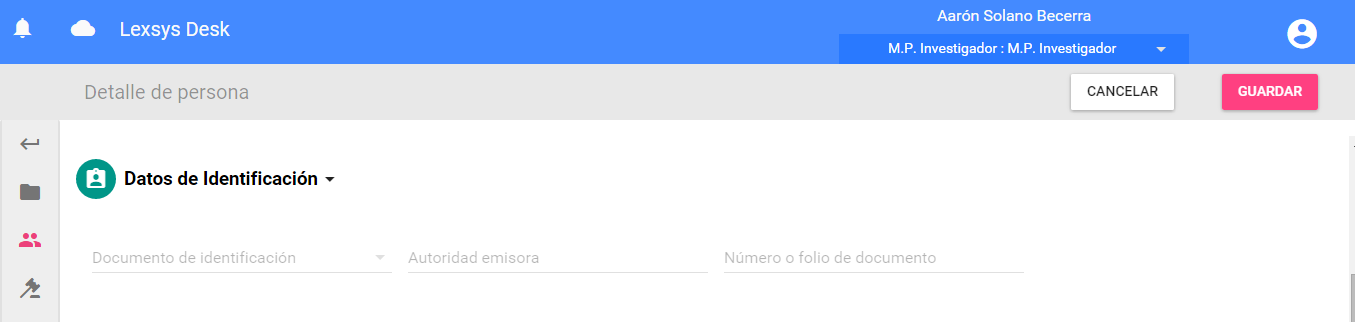 Aarón Solano Becerra
Lexsys Desk
M.P. Investigador : M.P. Investigador
Detalle de persona
CANCELAR
GUARDAR
Datos de Identificación
Documento de identificación
Autoridad emisora
Número o folio de documento